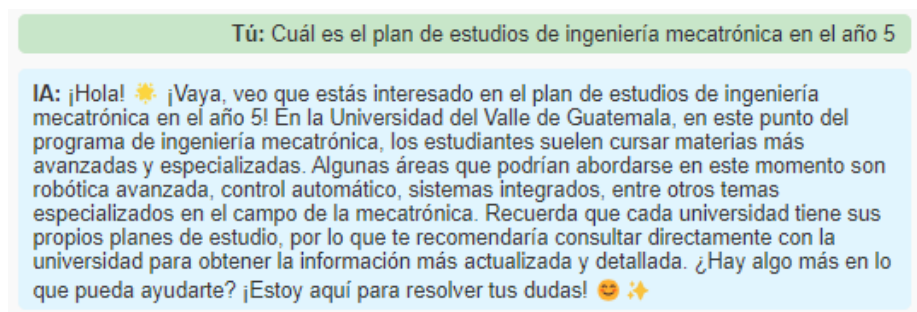 Tú: Cuál es el plan de estudios de ingeniería mecatrónica en el año 5
IA: ¡Hola! 🌟 ¡Vaya, veo que estás interesado en el plan de estudios de ingeniería
mecatrónica en el año 5! En la Universidad del Valle de Guatemala, en este punto del
programa de ingeniería mecatrónica, los estudiantes suelen cursar materias más
avanzadas y especializadas. Algunas áreas que podrían abordarse en este momento son
robótica avanzada, control automático, sistemas integrados, entre otros temas
especializados en el campo de la mecatrónica. Recuerda que cada universidad tiene sus
propios planes de estudio, por lo que te recomendaría consultar directamente con la
universidad para obtener la información más actualizada y detallada. ¿Hay algo más en lo
que pueda ayudarte? ¡Estoy aquí para resolver tus dudas! 😊 ✨